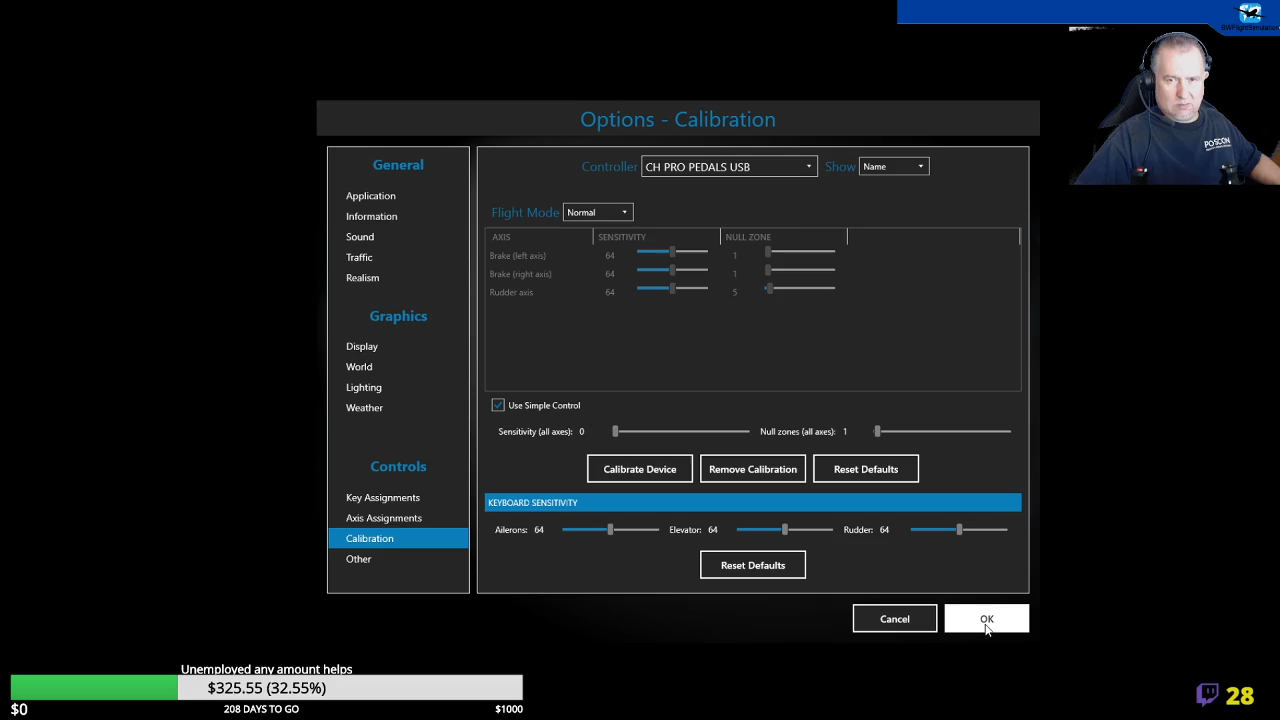 BWFlightSimulation
Options - Calibration
POSCON
General
Application
Information
Sound
Traffic
Realism
Graphics
Display
World
Lighting
Weather
Controls
Key Assignments
Axis Assignments
Calibration
Other
Controller CH PRO PEDALS USB Show Name
Flight Mode Normal
AXIS SENSITIVITY NULL ZONE
Brake (left axis) 64 1
Brake (right axis) 64 1
Rudder axis 64 5
Use Simple Control
Sensitivity (all axes): 0 Null zones (all axes): 1
Calibrate Device Remove Calibration Reset Defaults
KEYBOARD SENSITIVITY
Ailerons: 64 Elevator: 64 Rudder: 64
Reset Defaults
Cancel OK
Unemployed any amount helps
$325.55 (32.55%)
$0 208 DAYS TO GO $1000
28